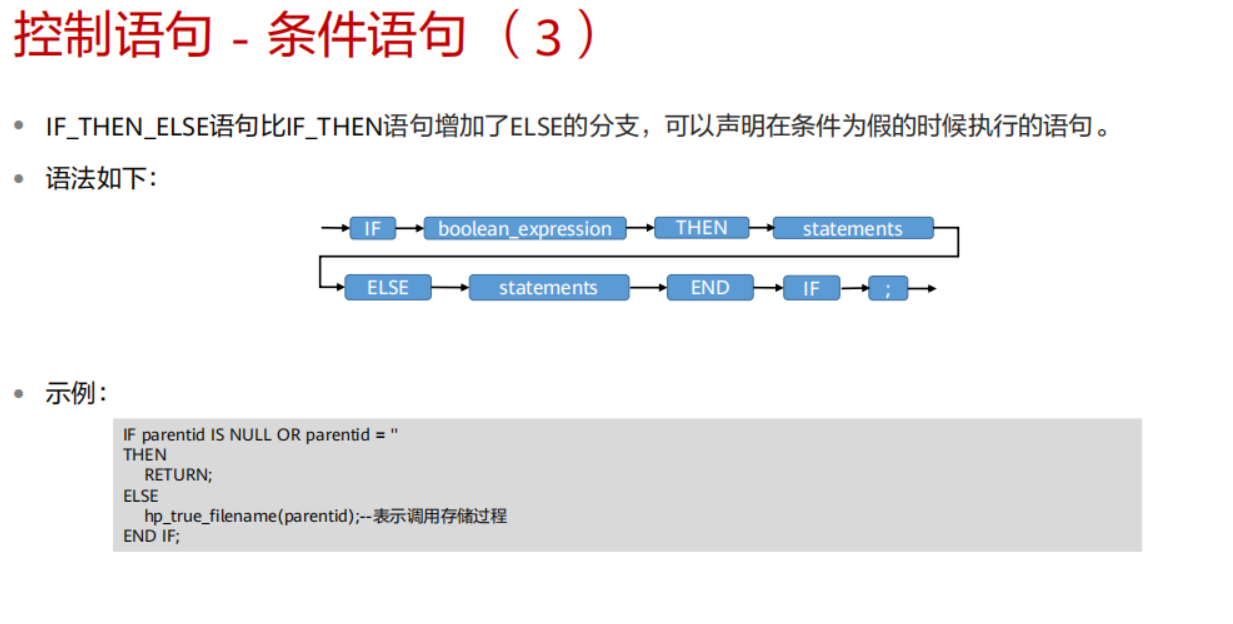 控制语句 - 条件语句 （3）
• IF_THEN_ELSE语句比IF_THEN语句增加了ELSE的分支，可以声明在条件为假的时候执行的语句。
• 语法如下：
IF boolean_expression THEN statements
ELSE statements END IF ;
• 示例：
IF parentid IS NULL OR parentid = ''
THEN
RETURN;
ELSE
hp_true_filename(parentid);--表示调用存储过程
END IF;